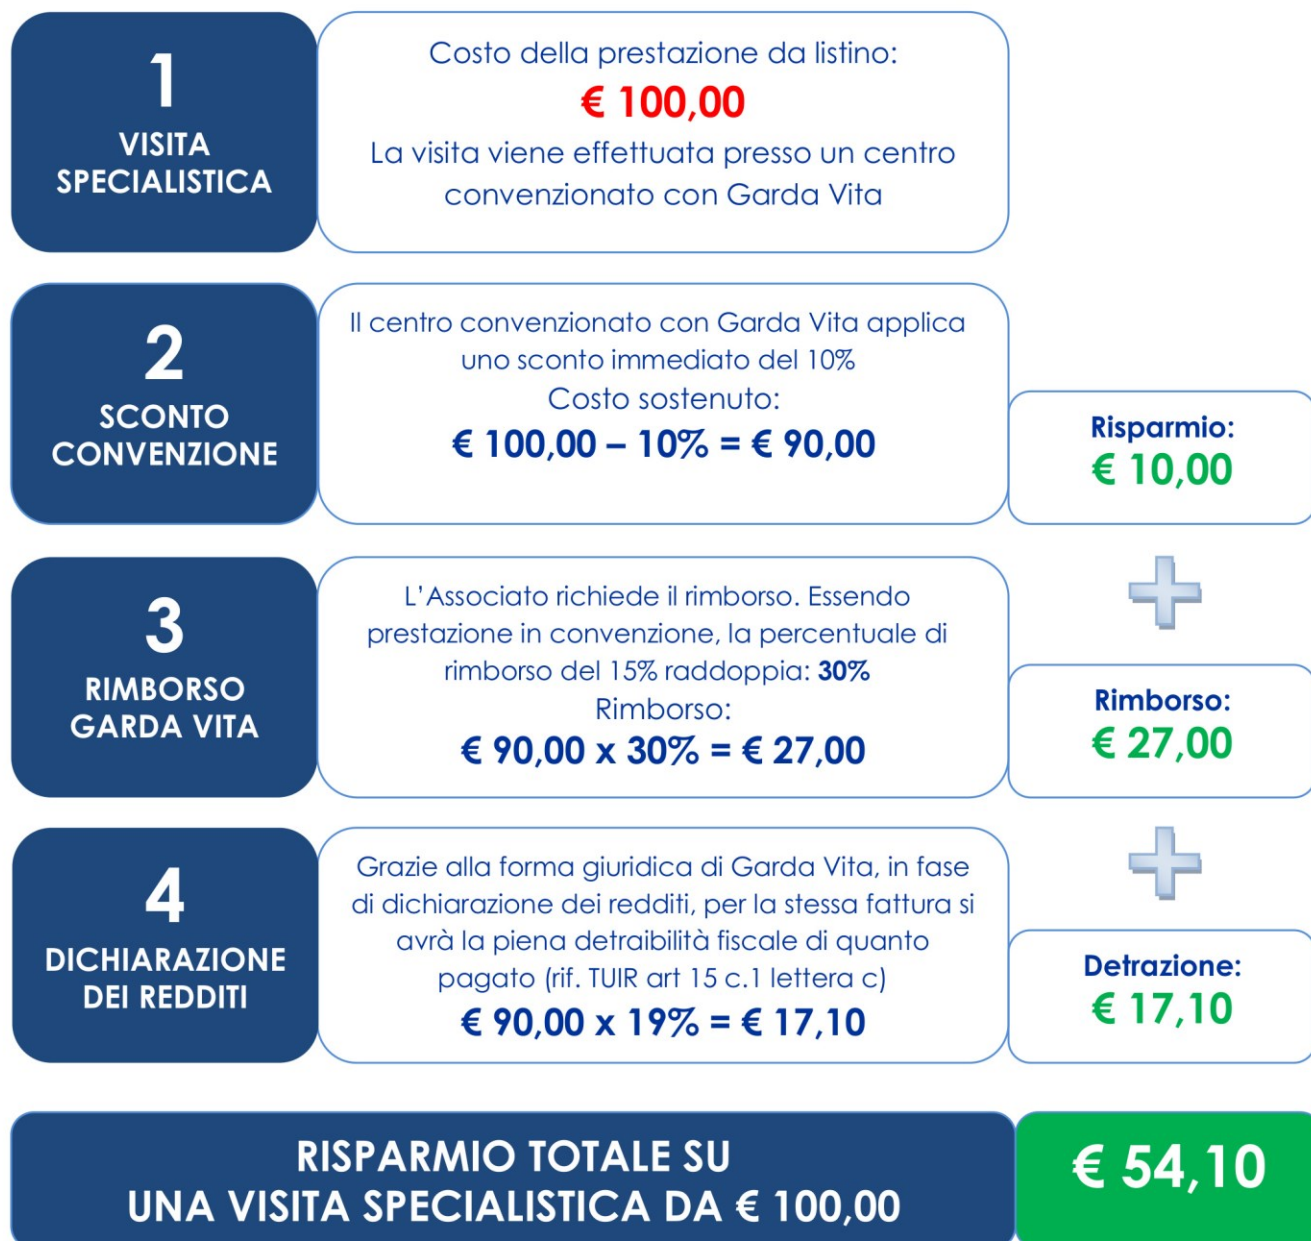 1
VISITA
SPECIALISTICA
Costo della prestazione da listino:
€ 100,00
La visita viene effettuata presso un centro
convenzionato con Garda Vita
2
SCONTO
CONVENZIONE
Il centro convenzionato con Garda Vita applica
uno sconto immediato del 10%
Costo sostenuto:
€ 100,00 – 10% = € 90,00
Risparmio:
€ 10,00
3
RIMBORSO
GARDA VITA
L’Associato richiede il rimborso. Essendo
prestazione in convenzione, la percentuale di
rimborso del 15% raddoppia: 30%
Rimborso:
€ 90,00 x 30% = € 27,00
Rimborso:
€ 27,00
4
DICHIARAZIONE
DEI REDDITI
Grazie alla forma giuridica di Garda Vita, in fase
di dichiarazione dei redditi, per la stessa fattura si
avrà la piena detraibilità fiscale di quanto
pagato (rif. TUIR art 15 c.1 lettera c)
€ 90,00 x 19% = € 17,10
Detrazione:
€ 17,10
RISPARMIO TOTALE SU
UNA VISITA SPECIALISTICA DA € 100,00
€ 54,10